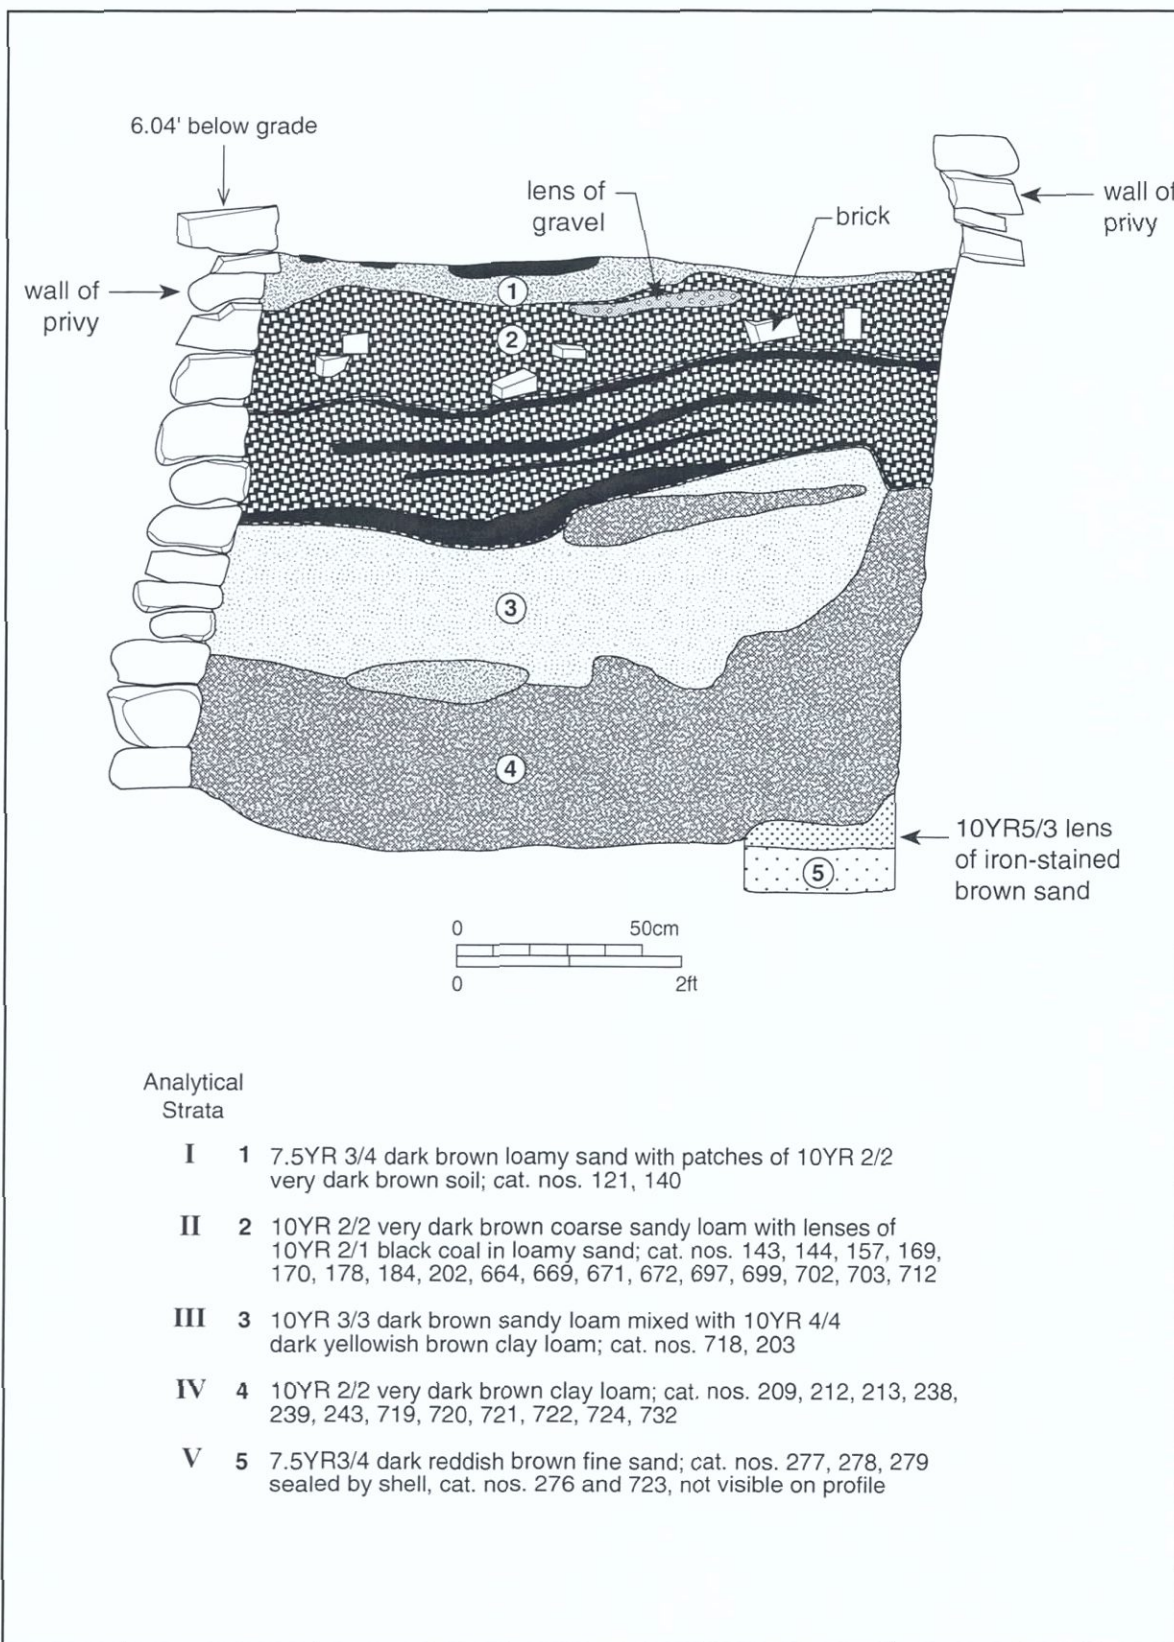 6.04' below grade
lens of
gravel
brick
wall of
privy
wall of
privy
1
2
3
4
5
10YR5/3 lens
of iron-stained
brown sand
0 50cm
0 2ft
Analytical
Strata
I 1 7.5YR 3/4 dark brown loamy sand with patches of 10YR 2/2
very dark brown soil; cat. nos. 121, 140
II 2 10YR 2/2 very dark brown coarse sandy loam with lenses of
10YR 2/1 black coal in loamy sand; cat. nos. 143, 144, 157, 169,
170, 178, 184, 202, 664, 669, 671, 672, 697, 699, 702, 703, 712
III 3 10YR 3/3 dark brown sandy loam mixed with 10YR 4/4
dark yellowish brown clay loam; cat. nos. 718, 203
IV 4 10YR 2/2 very dark brown clay loam; cat. nos. 209, 212, 213, 238,
239, 243, 719, 720, 721, 722, 724, 732
V 5 7.5YR3/4 dark reddish brown fine sand; cat. nos. 277, 278, 279
sealed by shell, cat. nos. 276 and 723, not visible on profile